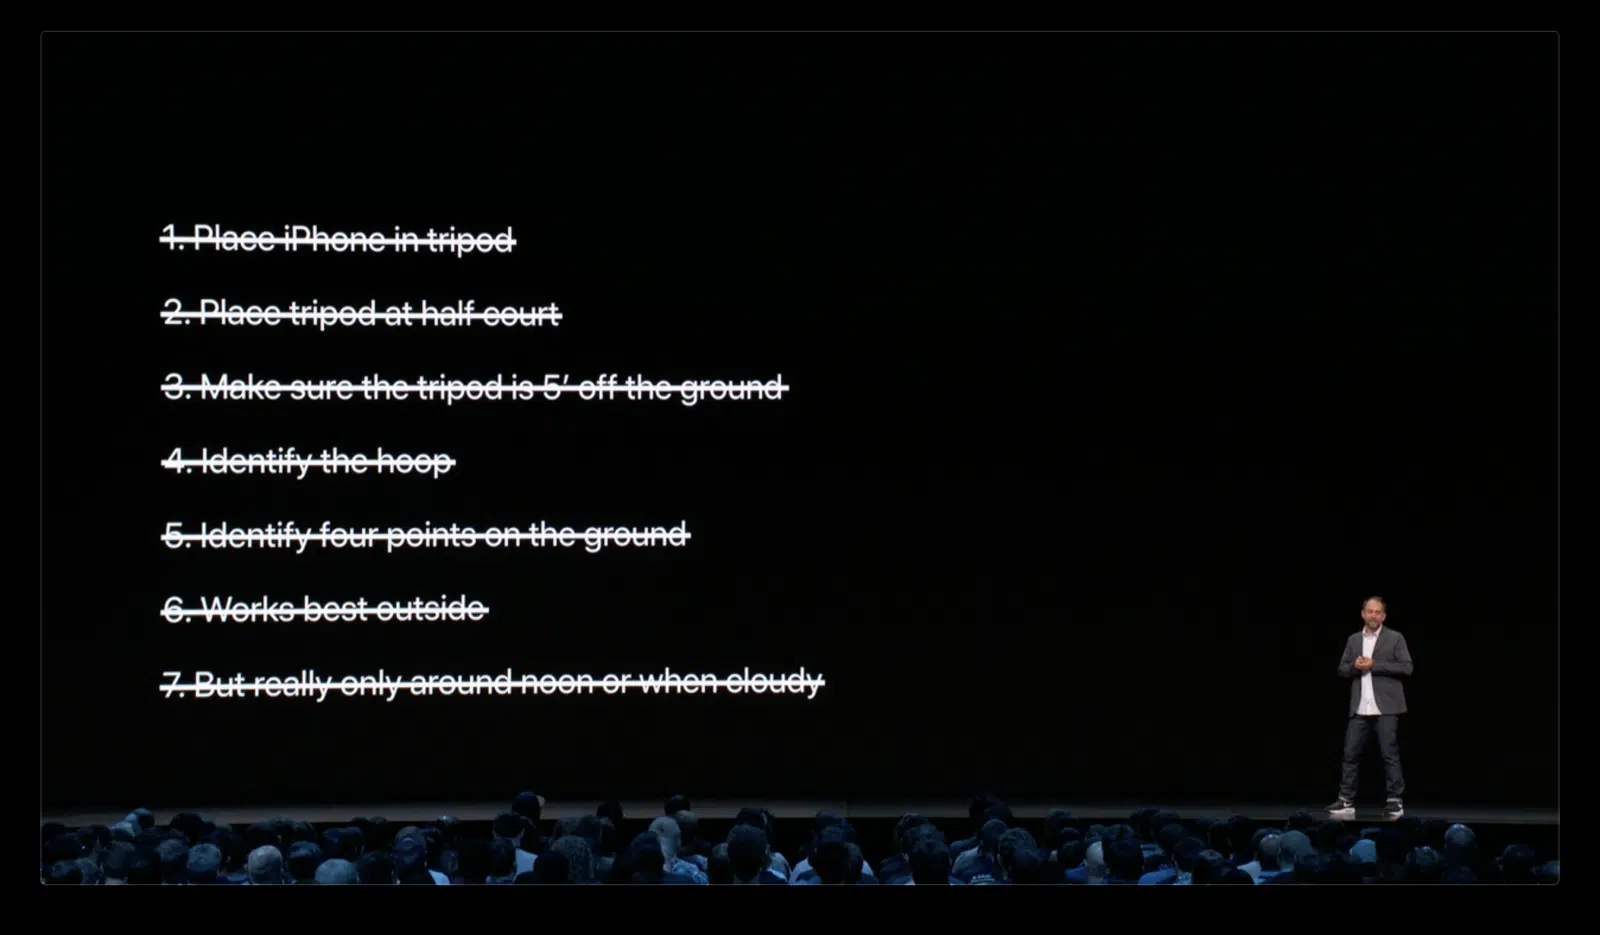 1. Place iPhone in tripod
2. Place tripod at half court
3. Make sure the tripod is 5′ off the ground
4. Identify the hoop
5. Identify four points on the ground
6. Works best outside
7. But really only around noon or when cloudy